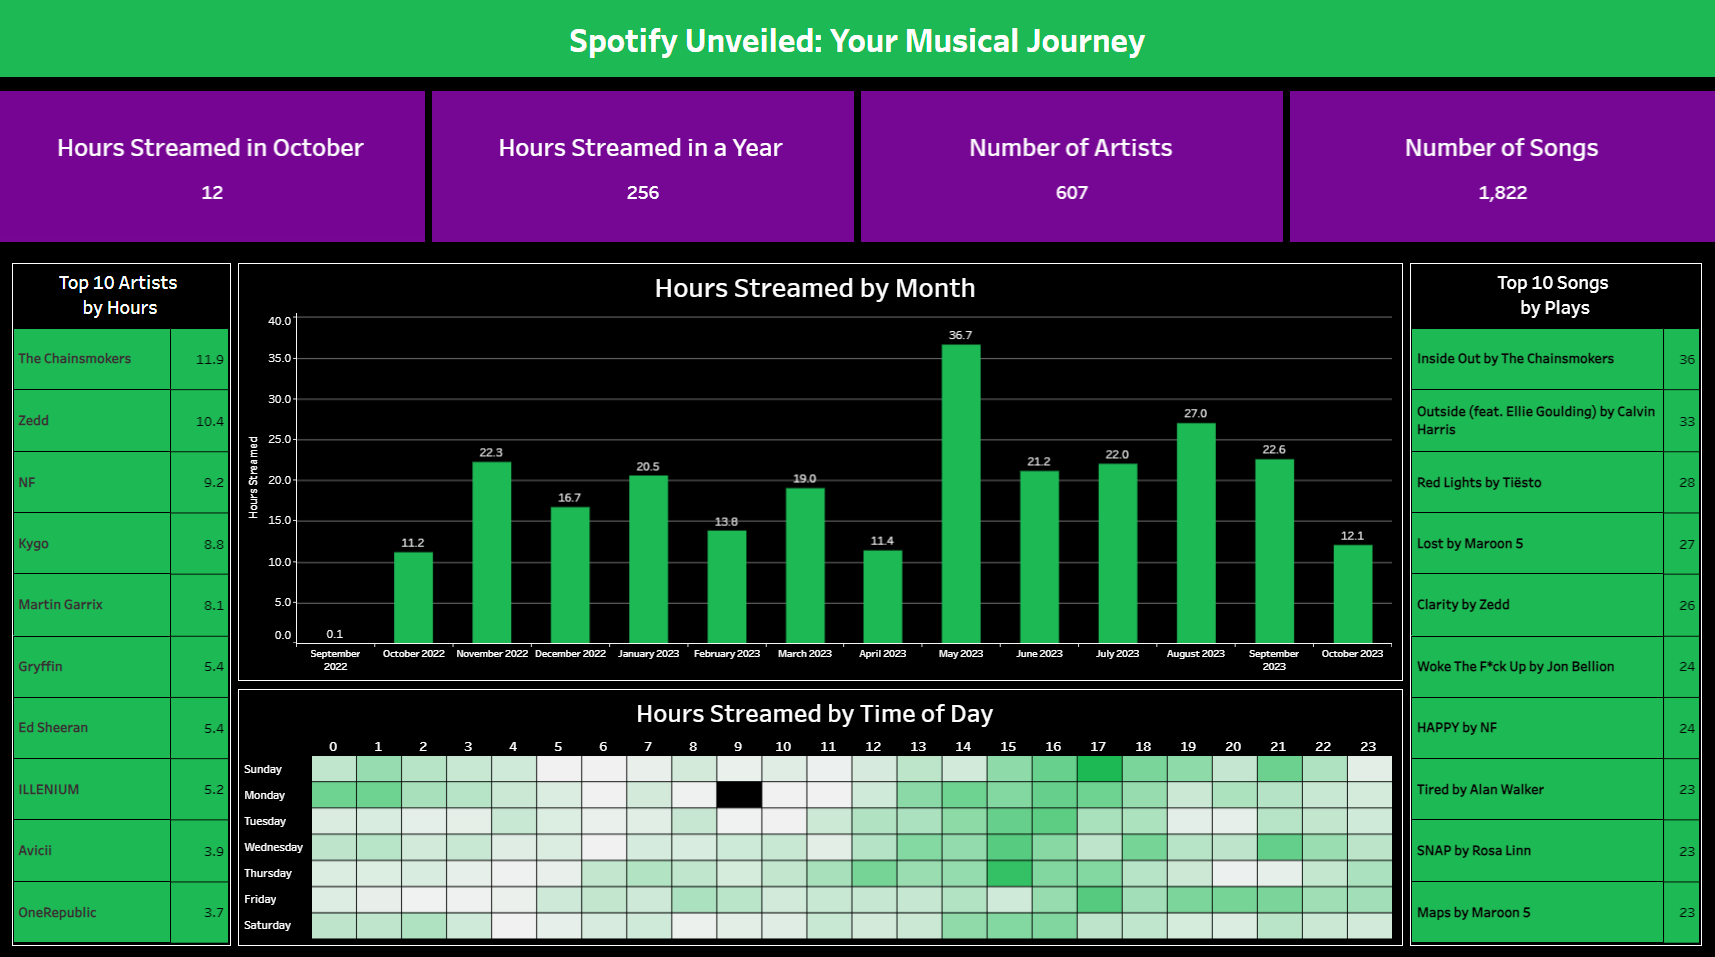 Spotify Unveiled: Your Musical Journey
Hours Streamed in October
12
Hours Streamed in a Year
256
Number of Artists
607
Number of Songs
1,822
Top 10 Artists
by Hours
The Chainsmokers 11.9
Zedd 10.4
NF 9.2
Kygo 8.8
Martin Garrix 8.1
Gryffin 5.4
Ed Sheeran 5.4
ILLENIUM 5.2
Avicii 3.9
OneRepublic 3.7
Hours Streamed by Month
Hours Streamed
40.0
35.0
30.0
25.0
20.0
15.0
10.0
5.0
0.0
0.1
11.2
22.3
16.7
20.5
13.8
19.0
11.4
36.7
21.2
22.0
27.0
22.6
12.1
September
2022
October 2022
November 2022
December 2022
January 2023
February 2023
March 2023
April 2023
May 2023
June 2023
July 2023
August 2023
September
2023
October 2023
Hours Streamed by Time of Day
0 1 2 3 4 5 6 7 8 9 10 11 12 13 14 15 16 17 18 19 20 21 22 23
Sunday
Monday
Tuesday
Wednesday
Thursday
Friday
Saturday
Top 10 Songs
by Plays
Inside Out by The Chainsmokers 36
Outside (feat. Ellie Goulding) by Calvin
Harris 33
Red Lights by Tiësto 28
Lost by Maroon 5 27
Clarity by Zedd 26
Woke The F*ck Up by Jon Bellion 24
HAPPY by NF 24
Tired by Alan Walker 23
SNAP by Rosa Linn 23
Maps by Maroon 5 23